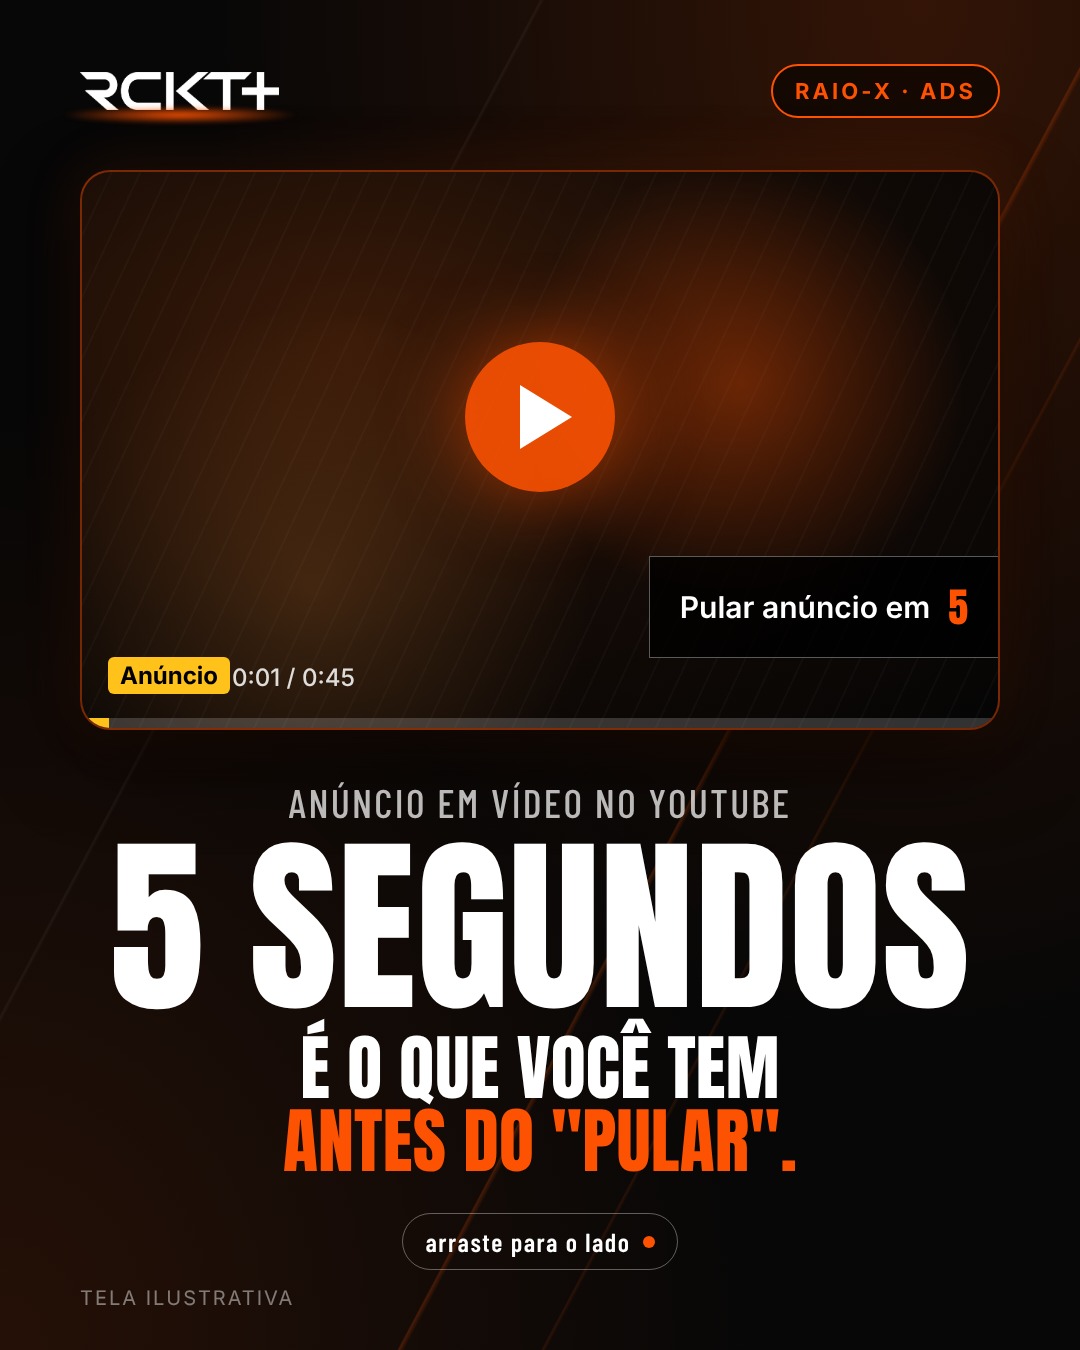 RCKT+
RAIO-X · ADS
Pular anúncio em 5
Anúncio 0:01 / 0:45
ANÚNCIO EM VÍDEO NO YOUTUBE
5 SEGUNDOS
É O QUE VOCÊ TEM
ANTES DO "PULAR".
arraste para o lado
TELA ILUSTRATIVA